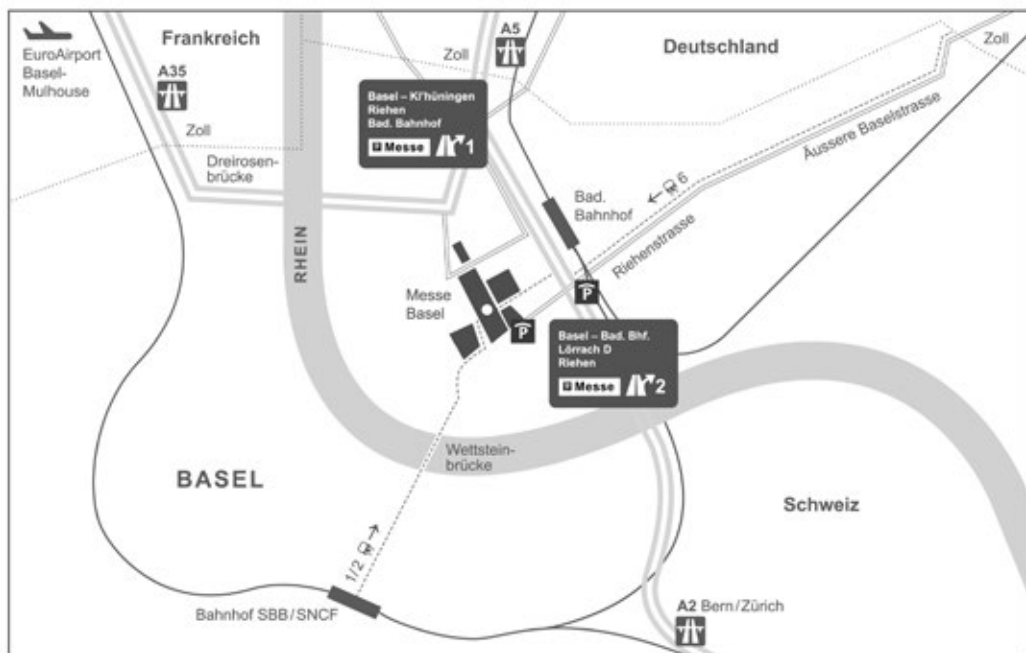 EuroAirport
Basel-
Mulhouse
Frankreich
A35
Zoll
Dreirosen-
brücke
Zoll
A5
Deutschland
Zoll
Basel – Kl'hüningen
Riehen
Bad. Bahnhof
P Messe 1
Äussere Baselstrasse
6
Bad.
Bahnhof
Riehenstrasse
RHEIN
Messe
Basel
P
P
Basel – Bad. Bhf.
Lörrach D
Riehen
P Messe 2
Wettstein-
brücke
BASEL
Schweiz
1/2
Bahnhof SBB/SNCF
A2 Bern/Zürich